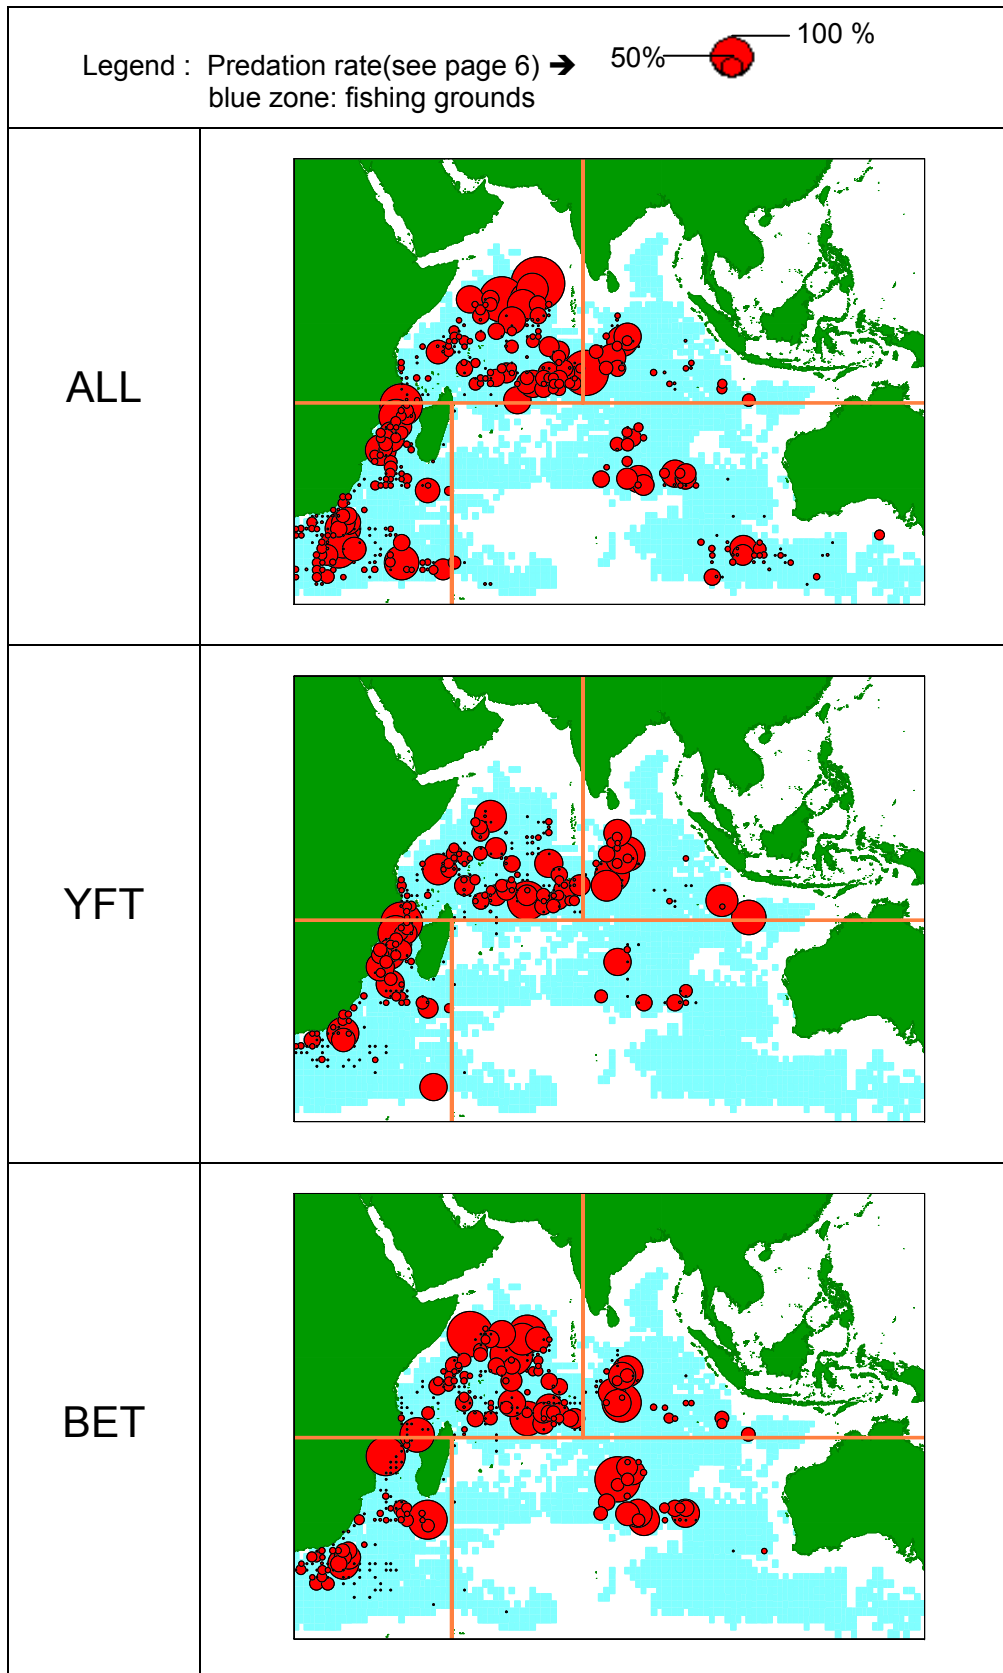 Legend : Predation rate(see page 6) ➔ 50% 100 %
blue zone: fishing grounds
ALL
YFT
BET